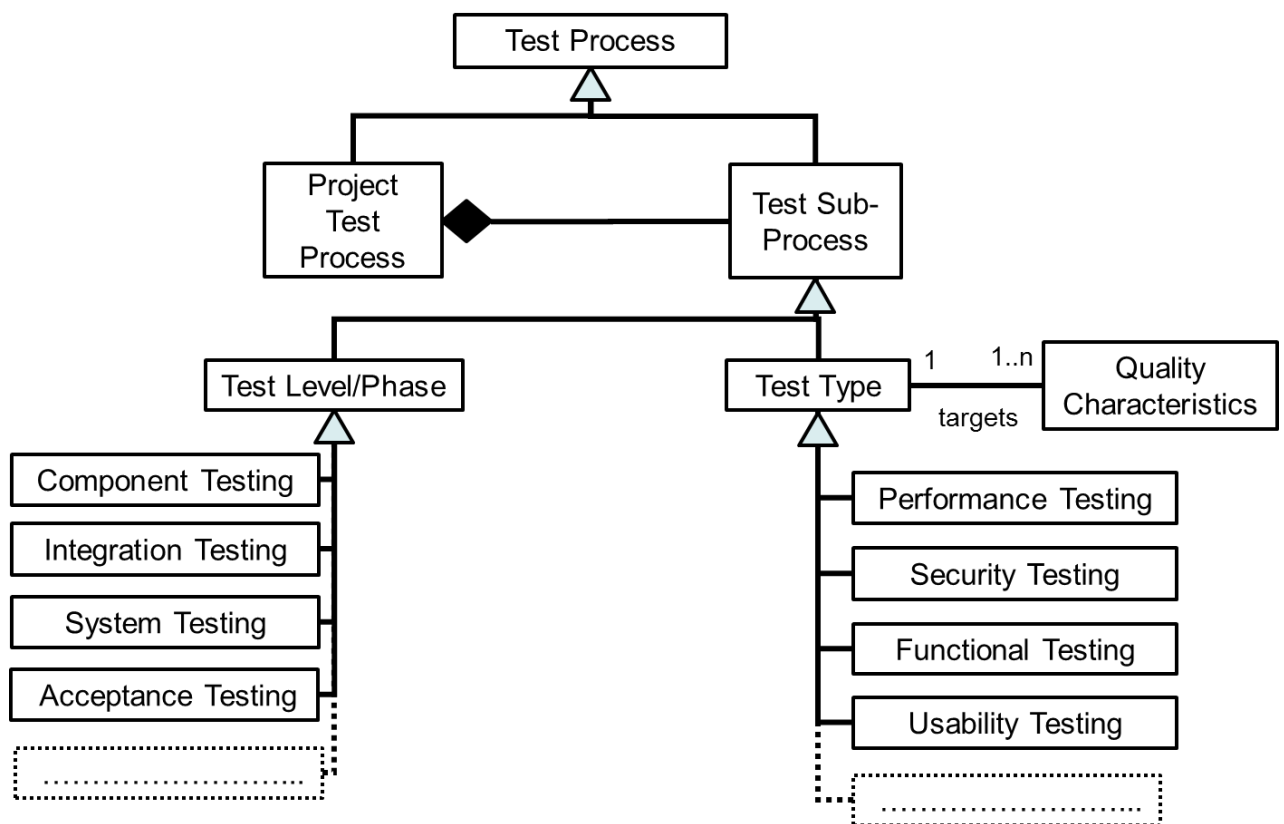 Test Process
Project
Test
Process
Test Sub-
Process
Test Level/Phase
Test Type
1
1..n
targets
Quality
Characteristics
Component Testing
Integration Testing
System Testing
Acceptance Testing
............................
Performance Testing
Security Testing
Functional Testing
Usability Testing
............................